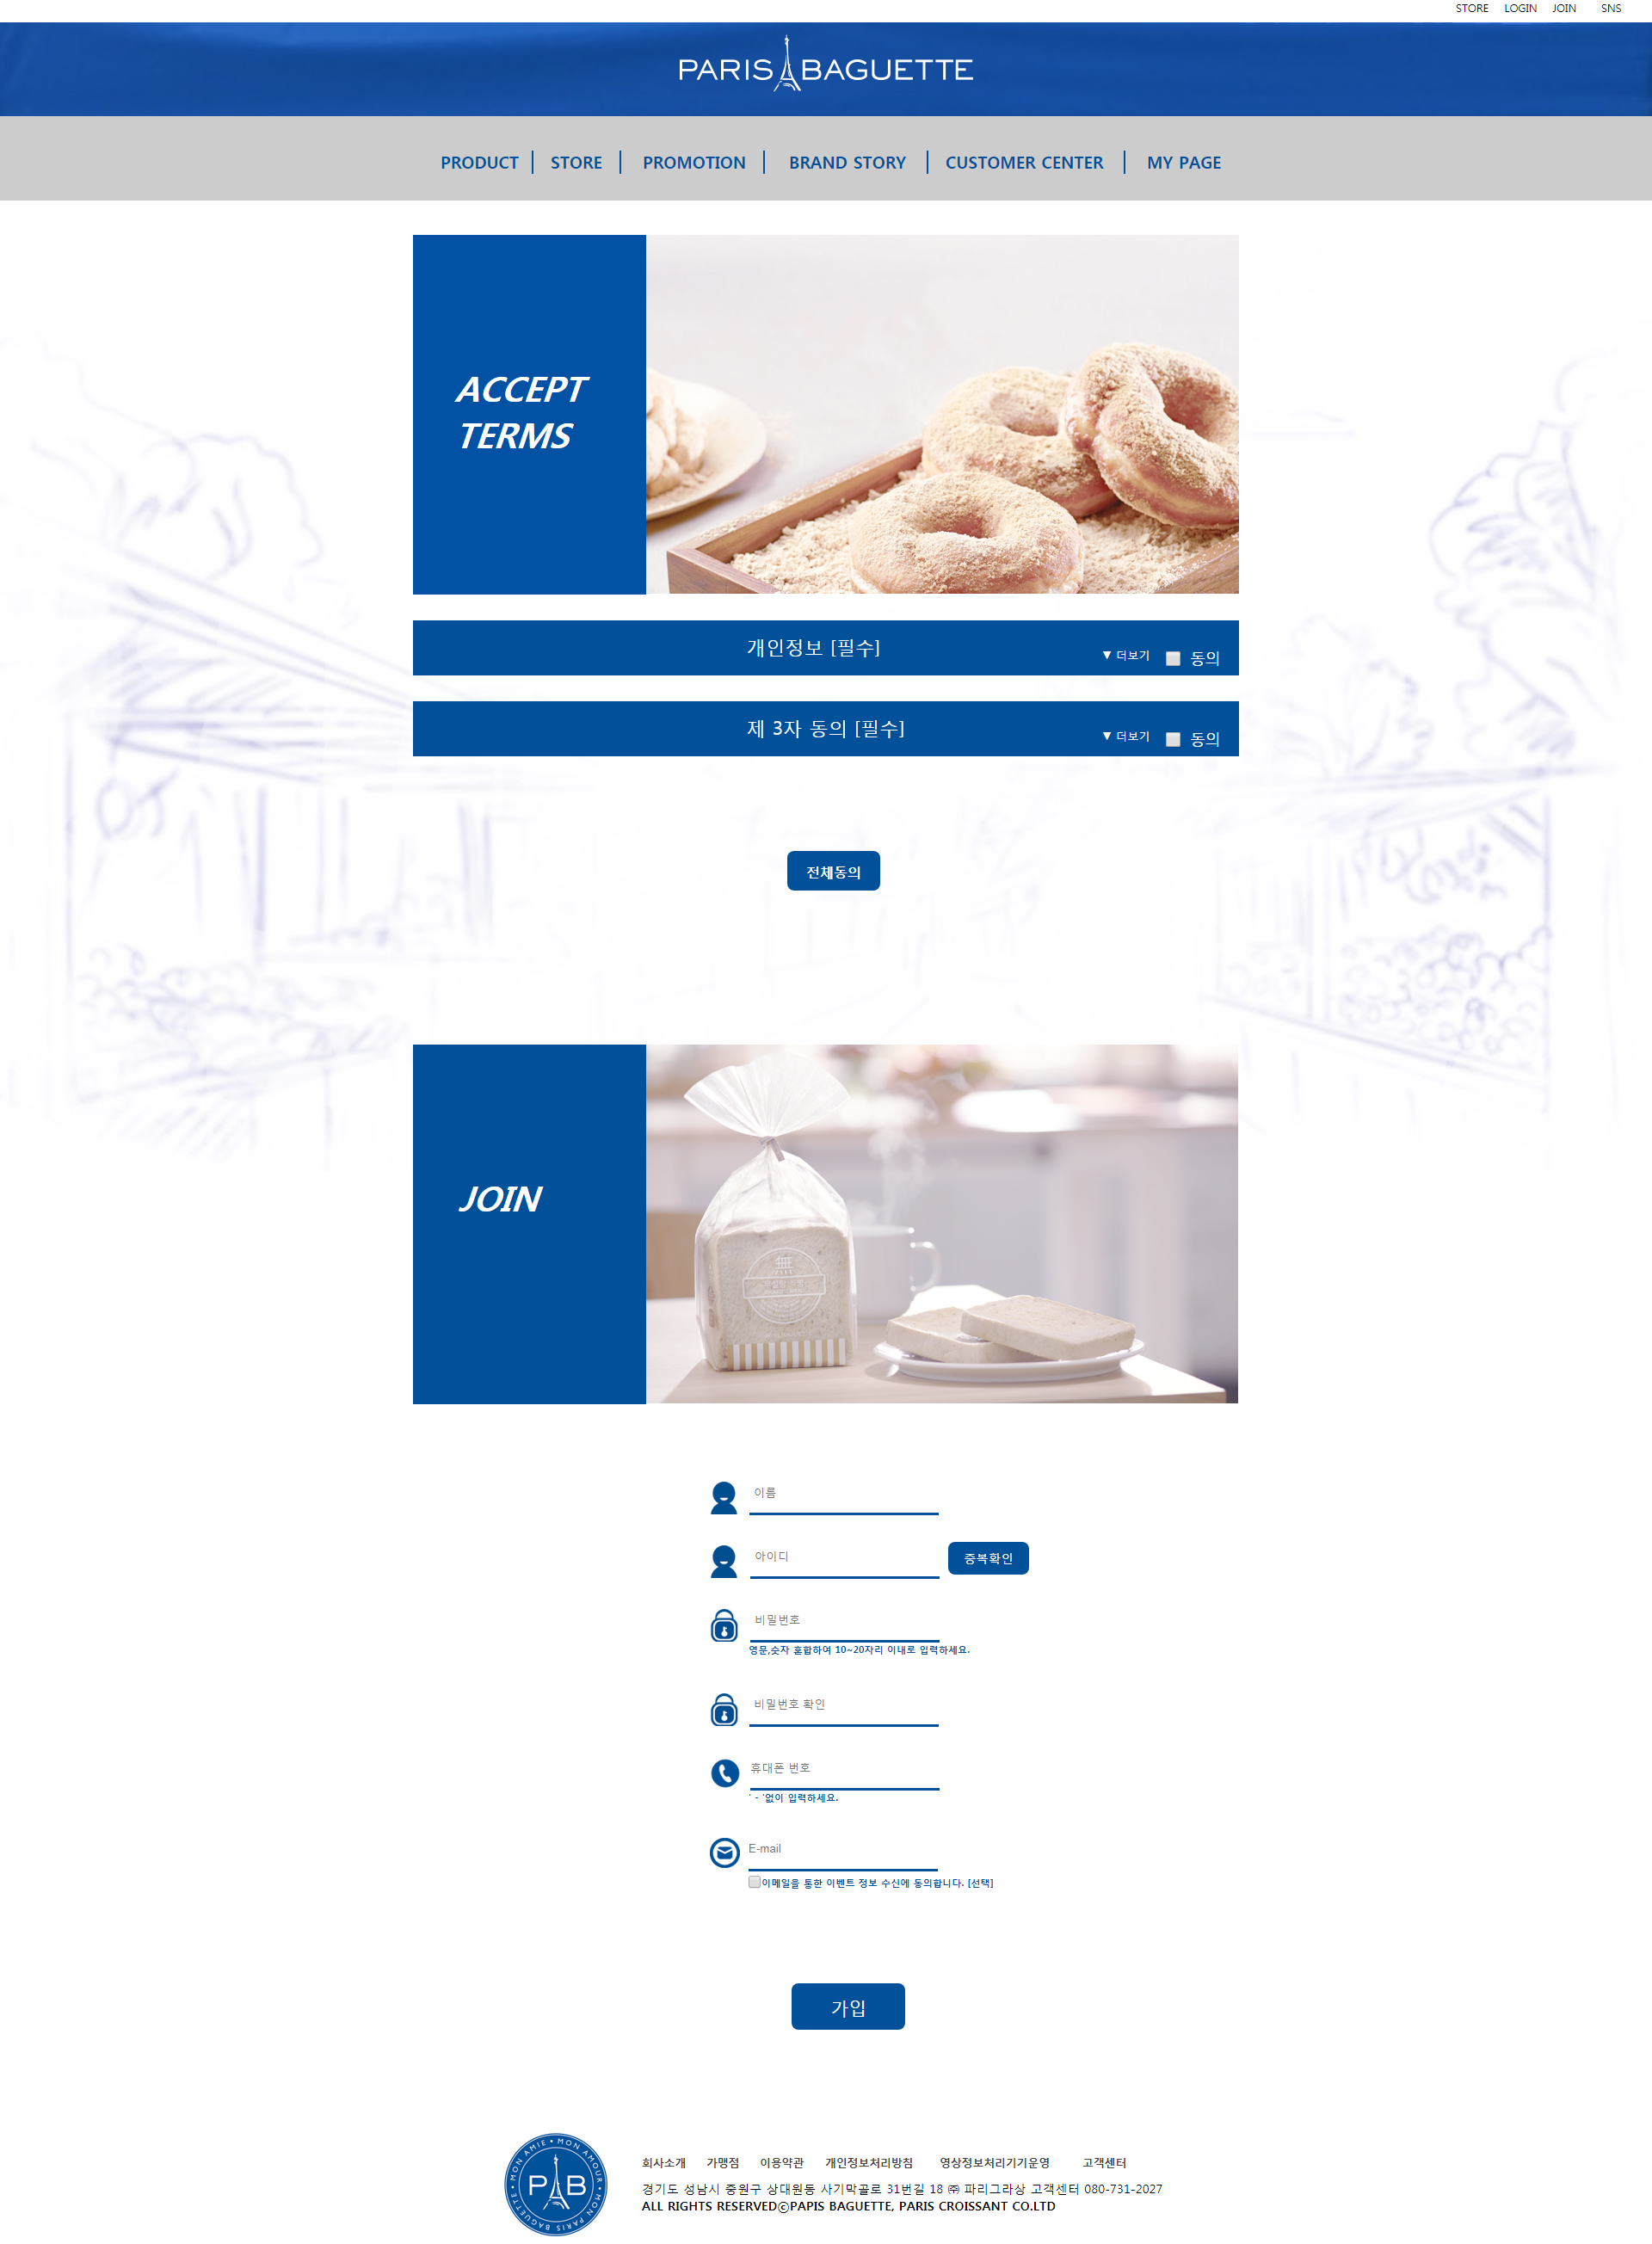 STORE LOGIN JOIN SNS
PARIS BAGUETTE
PRODUCT STORE PROMOTION BRAND STORY CUSTOMER CENTER MY PAGE
ACCEPT
TERMS
개인정보 [필수] ▼ 더보기 동의
제 3자 동의 [필수] ▼ 더보기 동의
전체동의
JOIN
無
이름
아이디 중복확인
비밀번호
영문,숫자 혼합하여 10~20자리 이내로 입력하세요.
비밀번호 확인
휴대폰 번호
' - '없이 입력하세요.
E-mail
이메일을 통한 이벤트 정보 수신에 동의합니다. [선택]
가입
MON AMIE • MON AMOUR • MON PARIS BAGUETTE •
P B
회사소개 가맹점 이용약관 개인정보처리방침 영상정보처리기기운영 고객센터
경기도 성남시 중원구 상대원동 사기막골로 31번길 18 ㈜ 파리그라상 고객센터 080-731-2027
ALL RIGHTS RESERVEDⓒPAPIS BAGUETTE, PARIS CROISSANT CO.LTD